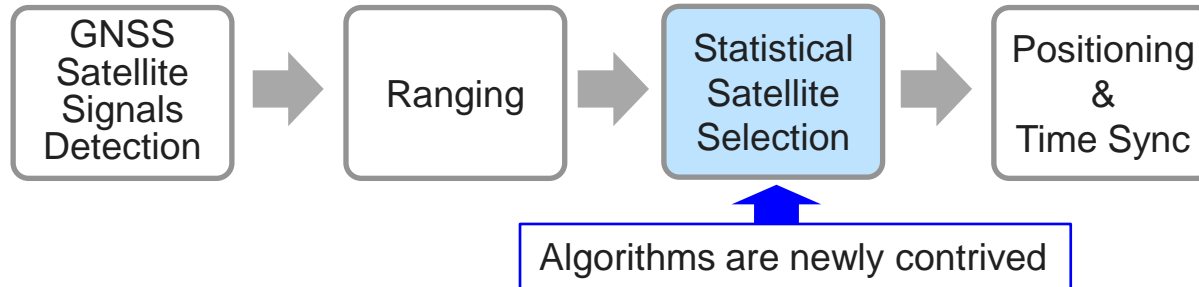 GNSS
Satellite
Signals
Detection
Ranging
Statistical
Satellite
Selection
Positioning
&
Time Sync
Algorithms are newly contrived